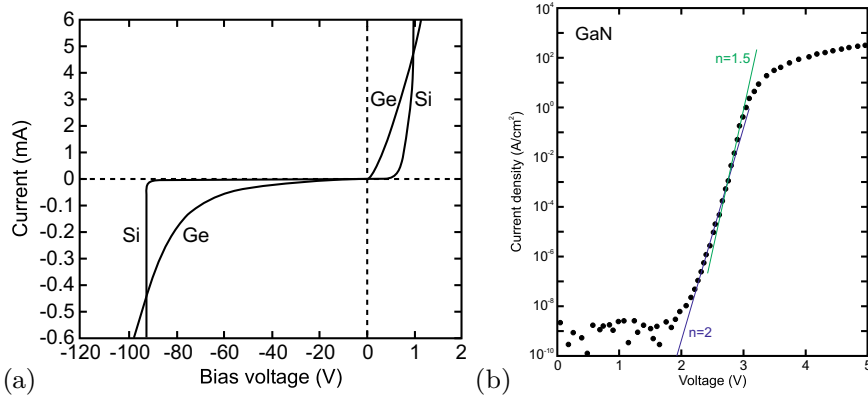 6
5
4
3
2
1
0
-0.1
-0.2
-0.3
-0.4
-0.5
-0.6
Current (mA)
Ge
Si
Si
Ge
-120 -100 -80 -60 -40 -20 0 1 2
Bias voltage (V)
(a)
GaN
n=1.5
n=2
10^4
10^2
10^0
10^-2
10^-4
10^-6
10^-8
10^-10
Current density (A/cm^2)
0 1 2 3 4 5
Voltage (V)
(b)